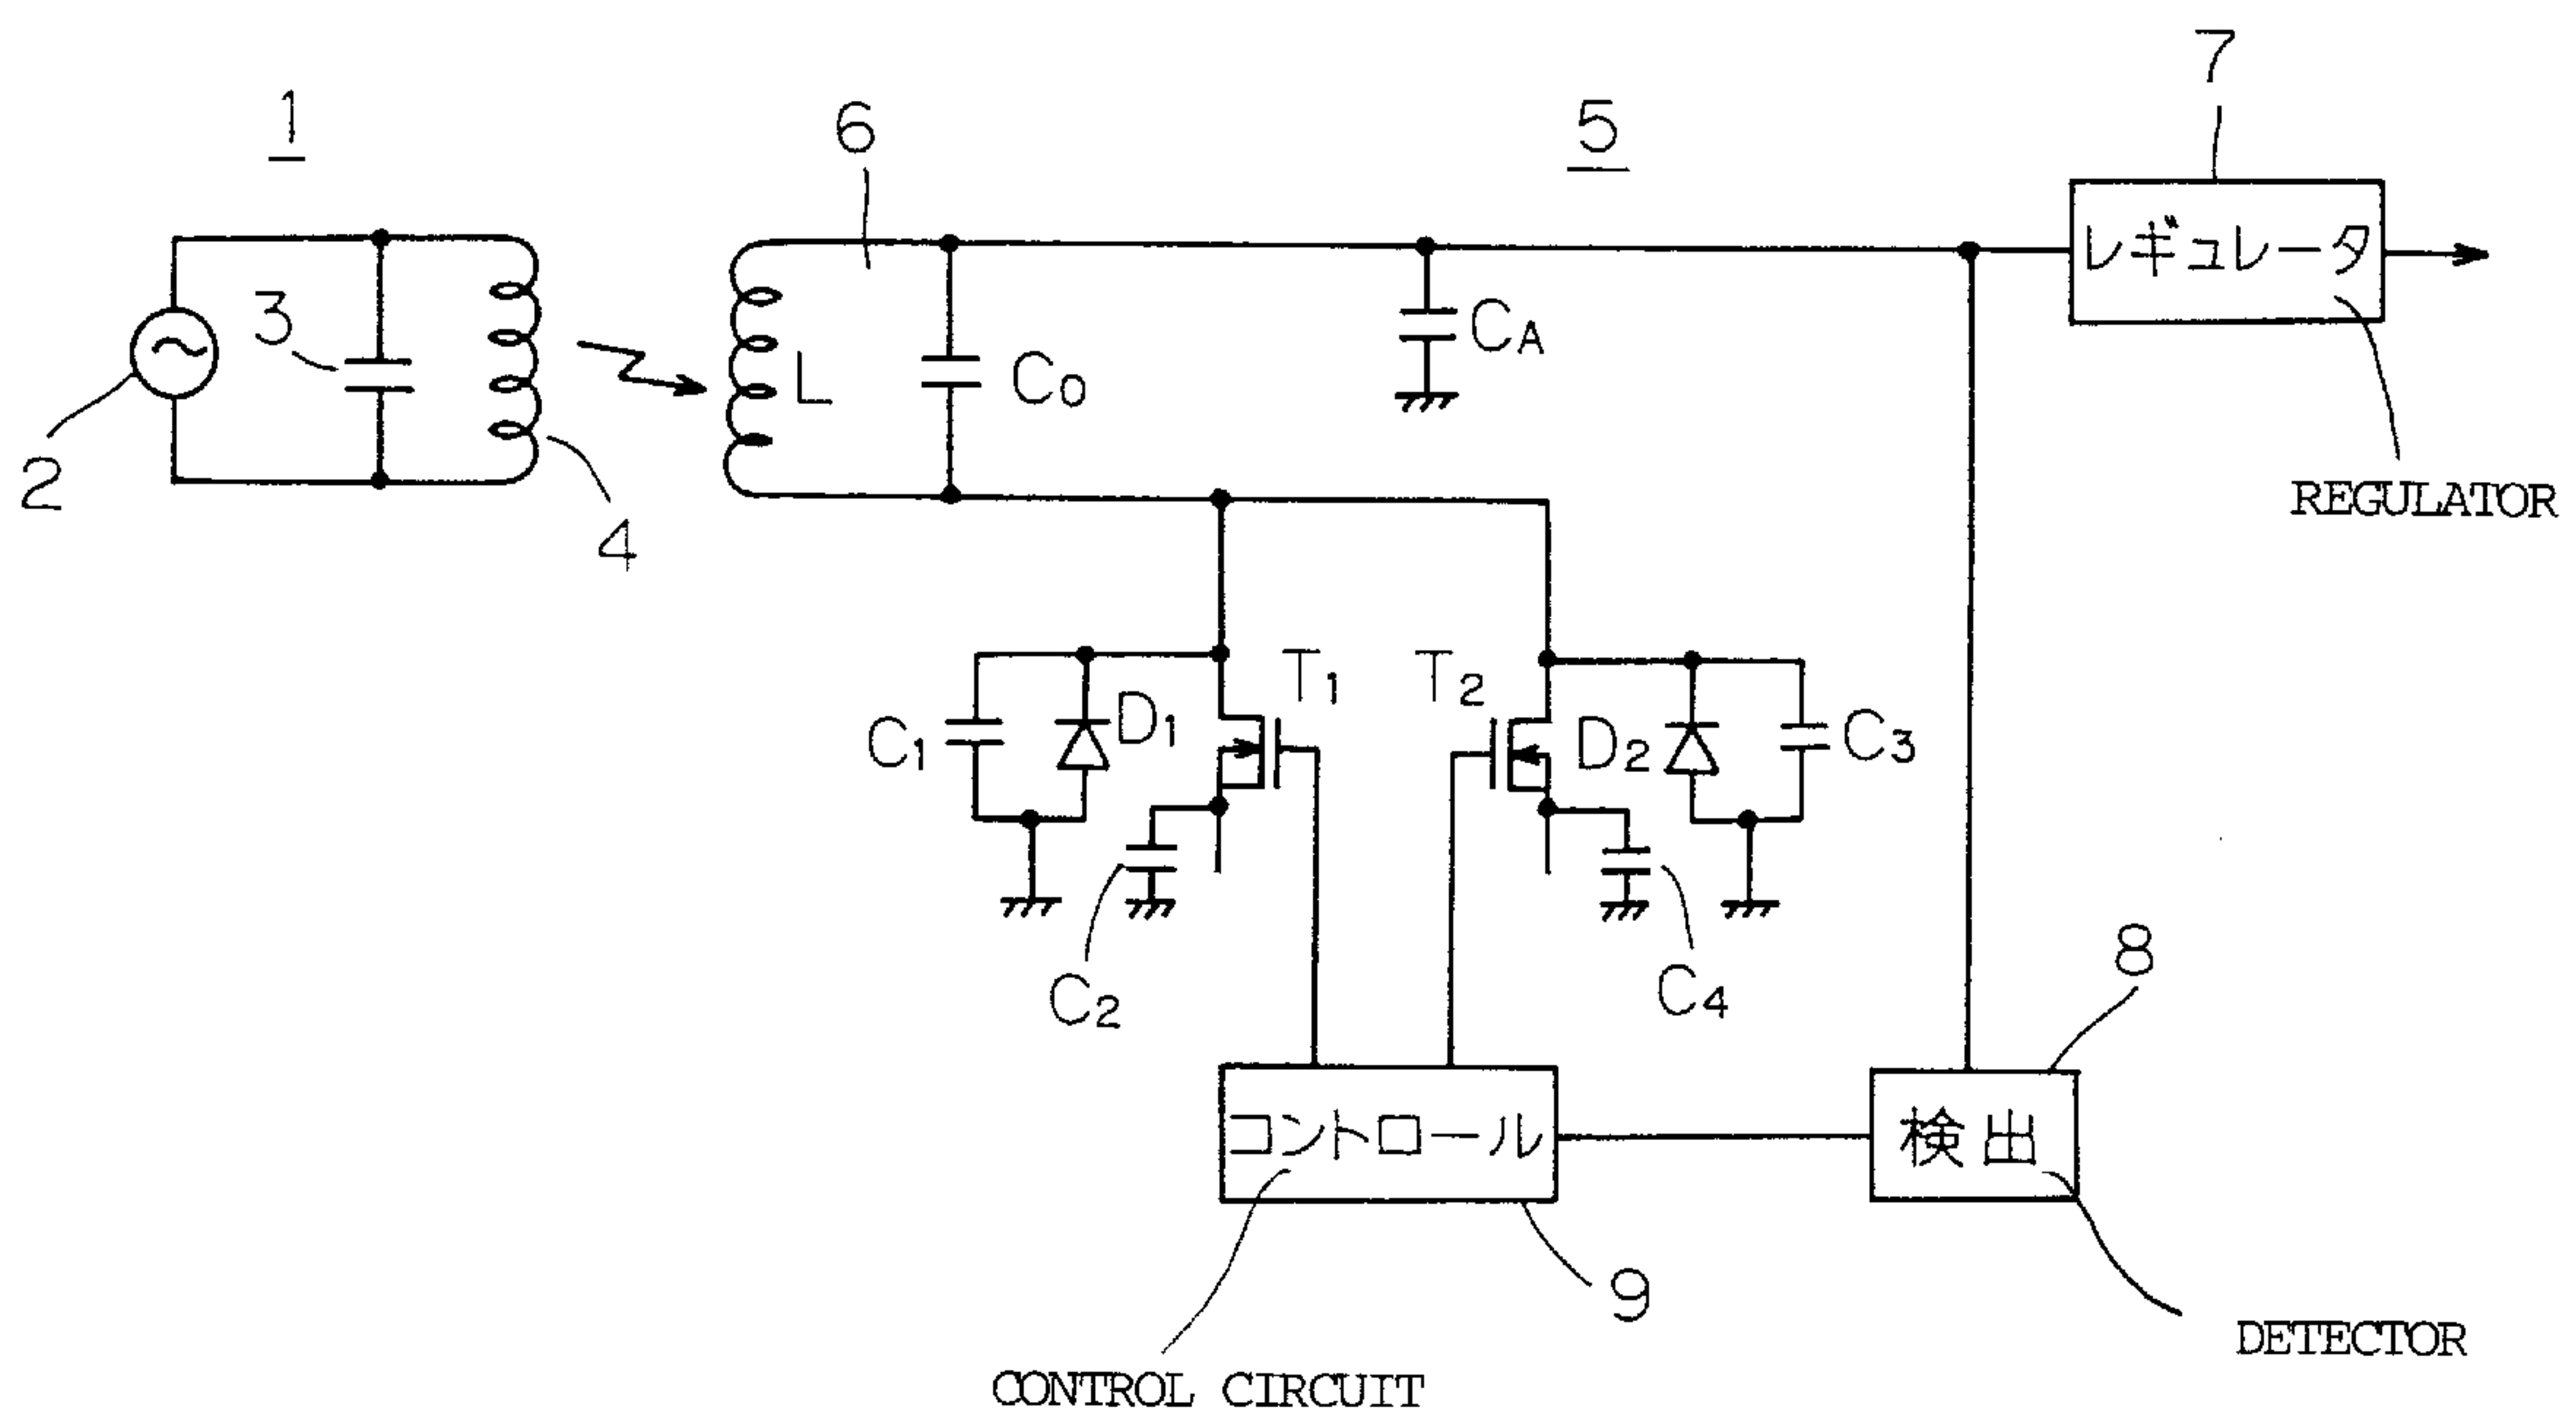 1
2
3
4
6
5
7
レギュレータ
REGULATOR
L
C0
CA
C1
D1
T1
T2
D2
C3
C2
C4
8
コントロール
検出
9
CONTROL CIRCUIT
DETECTOR